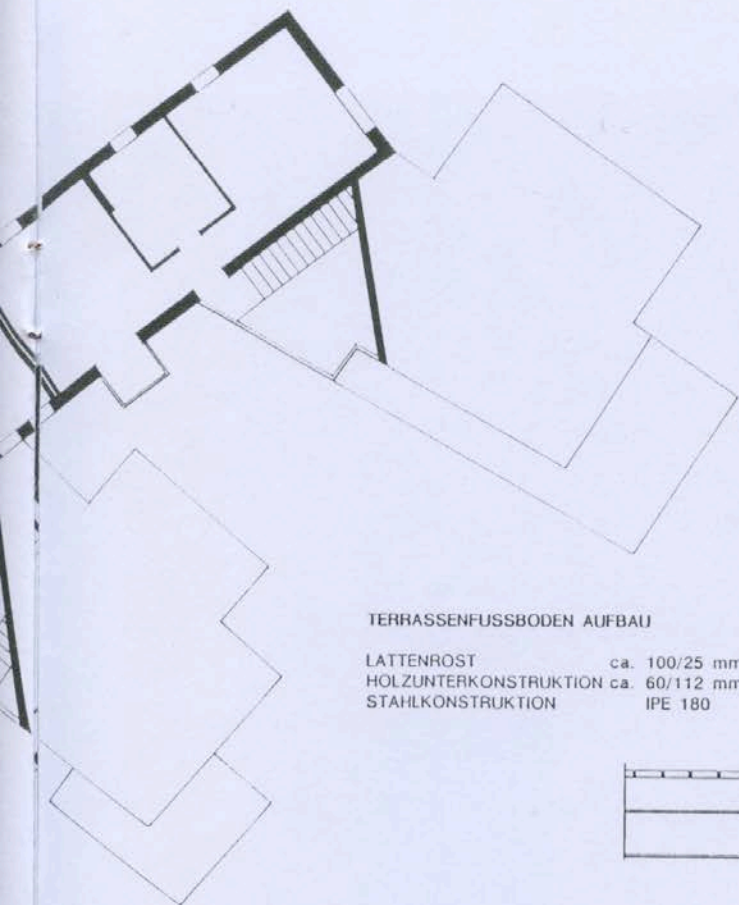 TERRASSENFUSSBODEN AUFBAU
LATTENROST ca. 100/25 mm
HOLZUNTERKONSTRUKTION ca. 60/112 mm
STAHLKONSTRUKTION IPE 180